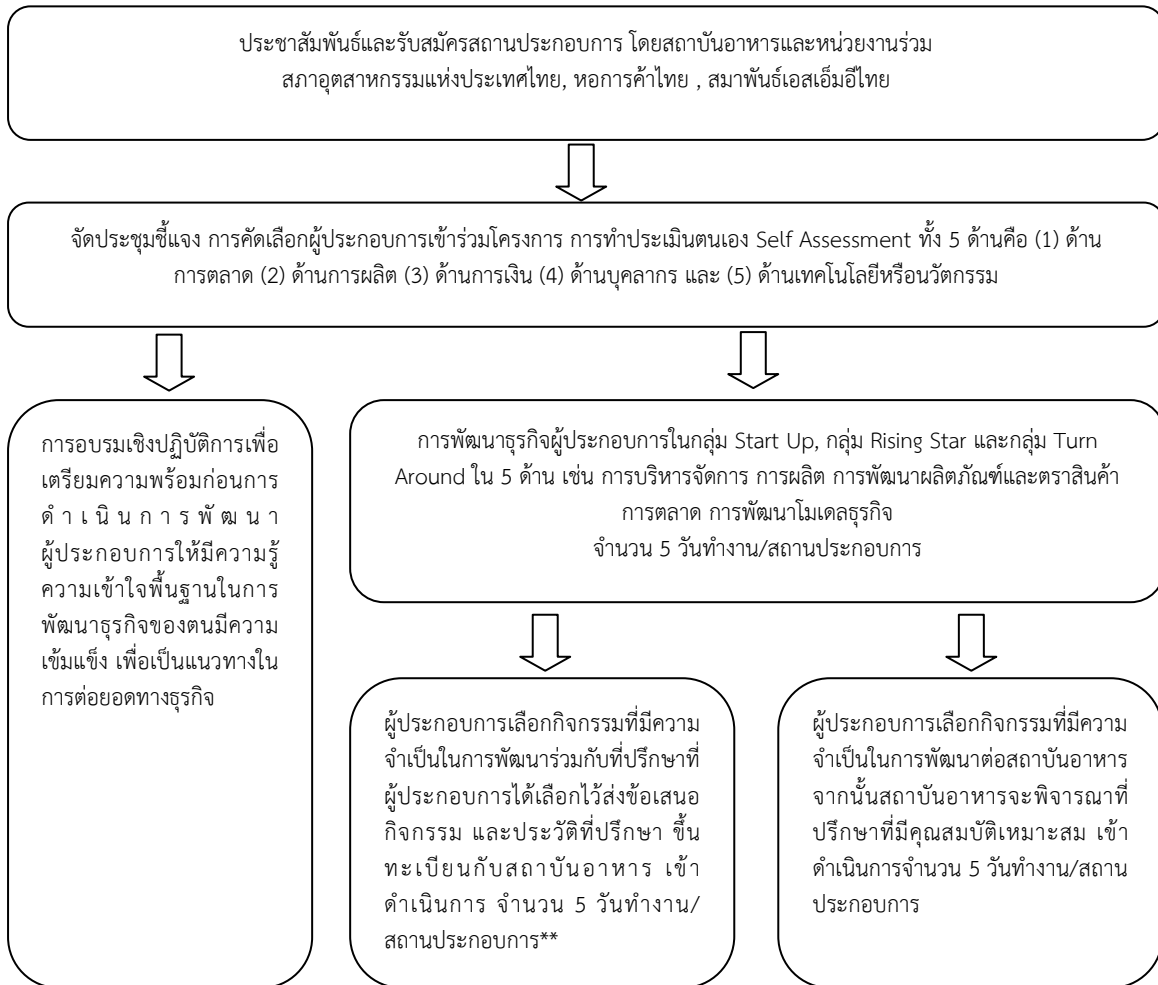 ประชาสัมพันธ์และรับสมัครสถานประกอบการ โดยสถาบันอาหารและหน่วยงานร่วม
สภาอุตสาหกรรมแห่งประเทศไทย, หอการค้าไทย , สมาพันธ์เอสเอ็มอีไทย
จัดประชุมชี้แจง การคัดเลือกผู้ประกอบการเข้าร่วมโครงการ การทำประเมินตนเอง Self Assessment ทั้ง 5 ด้านคือ (1) ด้าน
การตลาด (2) ด้านการผลิต (3) ด้านการเงิน (4) ด้านบุคลากร และ (5) ด้านเทคโนโลยีหรือนวัตกรรม
การอบรมเชิงปฏิบัติการเพื่อ
เตรียมความพร้อมก่อนการ
ดำเนินการพัฒนา
ผู้ประกอบการให้มีความรู้
ความเข้าใจพื้นฐานในการ
พัฒนาธุรกิจของตนมีความ
เข้มแข็ง เพื่อเป็นแนวทางใน
การต่อยอดทางธุรกิจ
การพัฒนาธุรกิจผู้ประกอบการในกลุ่ม Start Up, กลุ่ม Rising Star และกลุ่ม Turn
Around ใน 5 ด้าน เช่น การบริหารจัดการ การผลิต การพัฒนาผลิตภัณฑ์และตราสินค้า
การตลาด การพัฒนาโมเดลธุรกิจ
จำนวน 5 วันทำงาน/สถานประกอบการ
ผู้ประกอบการเลือกกิจกรรมที่มีความ
จำเป็นในการพัฒนาร่วมกับที่ปรึกษาที่
ผู้ประกอบการได้เลือกไว้ส่งข้อเสนอ
กิจกรรม และประวัติที่ปรึกษา ขึ้น
ทะเบียนกับสถาบันอาหาร เข้า
ดำเนินการ จำนวน 5 วันทำงาน/
สถานประกอบการ**
ผู้ประกอบการเลือกกิจกรรมที่มีความ
จำเป็นในการพัฒนาต่อสถาบันอาหาร
จากนั้นสถาบันอาหารจะพิจารณาที่
ปรึกษาที่มีคุณสมบัติเหมาะสม เข้า
ดำเนินการจำนวน 5 วันทำงาน/สถาน
ประกอบการ